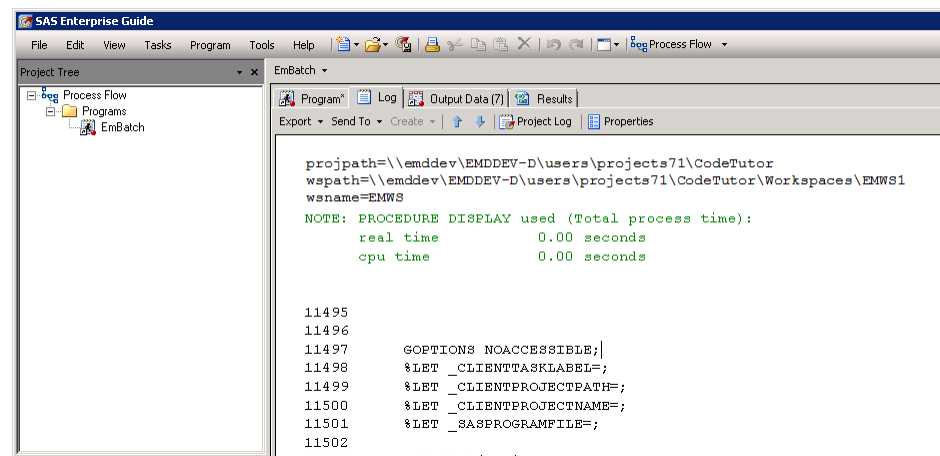 SAS Enterprise Guide
File Edit View Tasks Program Tools Help Process Flow
Project Tree
EmBatch
Process Flow
Programs
EmBatch
Program* Log Output Data (7) Results
Export Send To Create Project Log Properties
projpath=\\emddev\EMDDEV-D\users\projects71\CodeTutor
wspath=\\emddev\EMDDEV-D\users\projects71\CodeTutor\Workspaces\EMWS1
wsname=EMWS
NOTE: PROCEDURE DISPLAY used (Total process time):
real time 0.00 seconds
cpu time 0.00 seconds
11495
11496
11497 GOPTIONS NOACCESSIBLE;
11498 %LET _CLIENTTASKLABEL=;
11499 %LET _CLIENTPROJECTPATH=;
11500 %LET _CLIENTPROJECTNAME=;
11501 %LET _SASPROGRAMFILE=;
11502